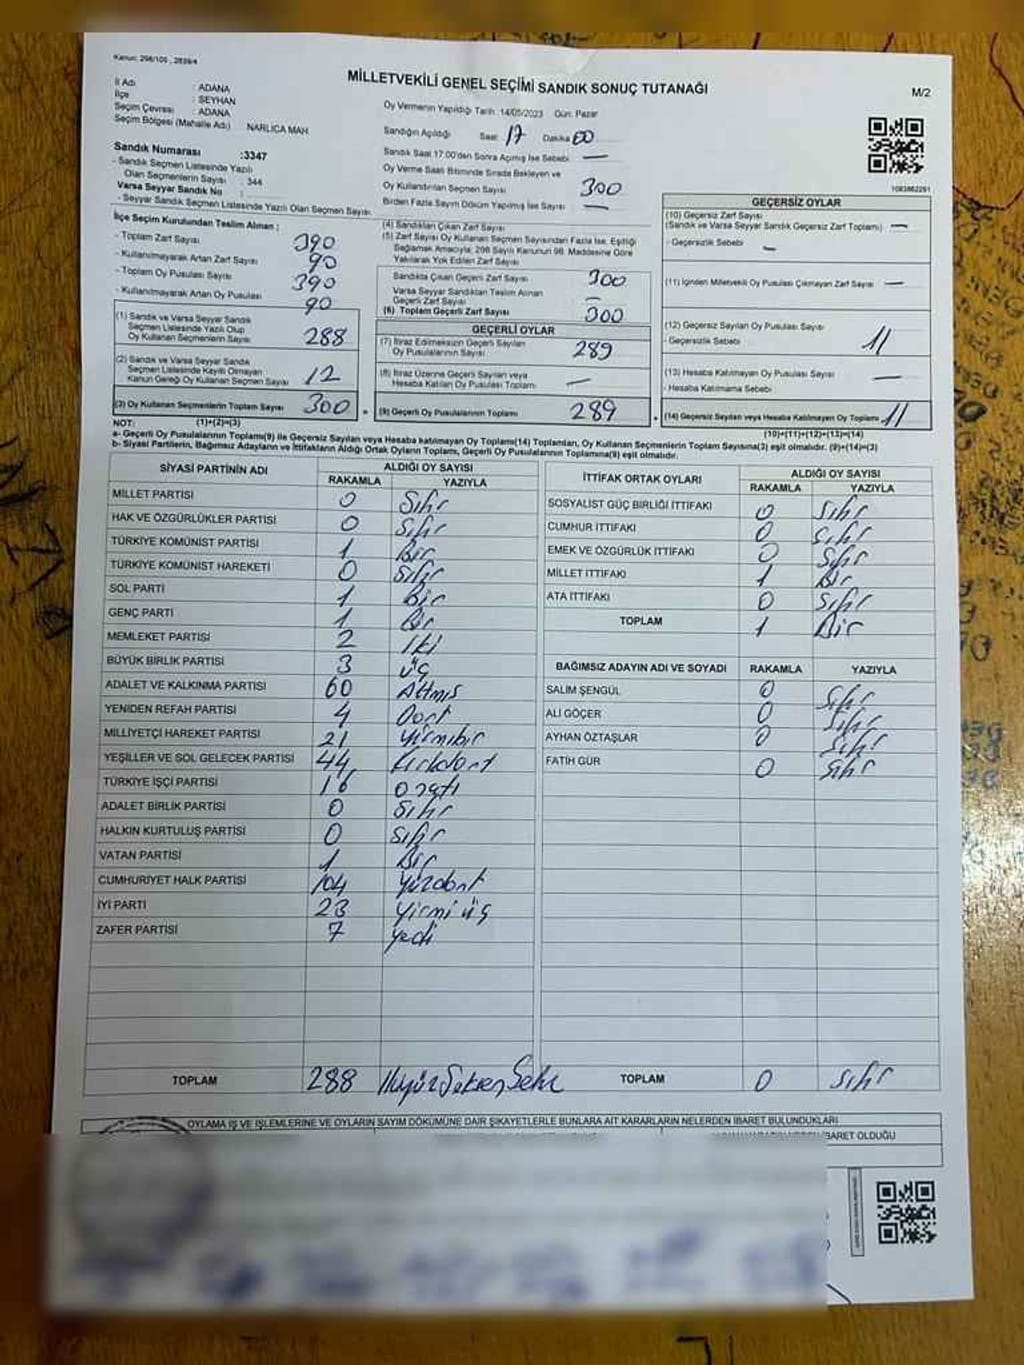 Kanun: 298/105 , 2839/4
MİLLETVEKİLİ GENEL SEÇİMİ SANDIK SONUÇ TUTANAĞI
M/2
İl Adı : ADANA
İlçe : SEYHAN
Seçim Çevresi : ADANA
Seçim Bölgesi (Mahalle Adı) NARLICA MAH
Sandık Numarası :3347
- Sandık Seçmen Listesinde Yazılı
Olan Seçmenlerin Sayısı : 344
Varsa Seyyar Sandık No :
- Seyyar Sandık Seçmen Listesinde Yazılı Olan Seçmen Sayısı
Oy Vermenin Yapıldığı Tarih: 14/05/2023 Gün: Pazar
Sandığın Açıldığı Saat: 17 Dakika 00
Sandık Saat 17:00'den Sonra Açılmış İse Sebebi : —
Oy Verme Saati Bitiminde Sırada Bekleyen ve
Oy Kullandırılan Seçmen Sayısı 300
Birden Fazla Sayım Döküm Yapılmış İse Sayısı : —
1083862291
İlçe Seçim Kurulundan Teslim Alınan :
- Toplam Zarf Sayısı 390
- Kullanılmayarak Artan Zarf Sayısı 90
- Toplam Oy Pusulası Sayısı 390
- Kullanılmayarak Artan Oy Pusulası 90
(1) Sandık ve Varsa Seyyar Sandık
Seçmen Listesinde Yazılı Olup
Oy Kullanan Seçmenlerin Sayısı 288
(2) Sandık ve Varsa Seyyar Sandık
Seçmen Listesinde Kayıtlı Olmayan
Kanun Gereği Oy Kullanan Seçmen Sayısı 12
(3) Oy Kullanan Seçmenlerin Toplam Sayısı 300
(4) Sandıktan Çıkan Zarf Sayısı
(5) Zarf Sayısı Oy Kullanan Seçmen Sayısından Fazla İse, Eşitliği
Sağlamak Amacıyla; 298 Sayılı Kanunun 98. Maddesine Göre
Yakılarak Yok Edilen Zarf Sayısı
Sandıkta Çıkan Geçerli Zarf Sayısı 300
Varsa Seyyar Sandıktan Teslim Alınan
Geçerli Zarf Sayısı —
(6) Toplam Geçerli Zarf Sayısı 300
GEÇERLİ OYLAR
(7) İtiraz Edilmeksizin Geçerli Sayılan
Oy Pusulalarının Sayısı 289
(8) İtiraz Üzerine Geçerli Sayılan veya
Hesaba Katılan Oy Pusulası Toplamı —
(9) Geçerli Oy Pusulalarının Toplamı 289
GEÇERSİZ OYLAR
(10) Geçersiz Zarf Sayısı
(Sandık ve Varsa Seyyar Sandık Geçersiz Zarf Toplamı) —
- Geçersizlik Sebebi : —
(11) İçinden Milletvekili Oy Pusulası Çıkmayan Zarf Sayısı —
(12) Geçersiz Sayılan Oy Pusulası Sayısı 11
- Geçersizlik Sebebi :
(13) Hesaba Katılmayan Oy Pusulası Sayısı —
- Hesaba Katılmama Sebebi :
(14) Geçersiz Sayılan veya Hesaba Katılmayan Oy Toplamı 11
NOT: (1)+(2)=(3)
(10)+(11)+(12)+(13)=(14)
a- Geçerli Oy Pusulalarının Toplamı(9) ile Geçersiz Sayılan veya Hesaba katılmayan Oy Toplamı(14) Toplamları, Oy Kullanan Seçmenlerin Toplam Sayısına(3) eşit olmalıdır. (9)+(14)=(3)
b- Siyasi Partilerin, Bağımsız Adayların ve İttifakların Aldığı Ortak Oyların Toplamı, Geçerli Oy Pusulalarının Toplamına(9) eşit olmalıdır.
SİYASİ PARTİNİN ADI ALDIĞI OY SAYISI
RAKAMLA YAZIYLA
MİLLET PARTİSİ 0 Sıfır
HAK VE ÖZGÜRLÜKLER PARTİSİ 0 Sıfır
TÜRKİYE KOMÜNİST PARTİSİ 1 Bir
TÜRKİYE KOMÜNİST HAREKETİ 0 Sıfır
SOL PARTİ 1 Bir
GENÇ PARTİ 1 Bir
MEMLEKET PARTİSİ 2 İki
BÜYÜK BİRLİK PARTİSİ 3 üç
ADALET VE KALKINMA PARTİSİ 60 Altmış
YENİDEN REFAH PARTİSİ 4 Dört
MİLLİYETÇİ HAREKET PARTİSİ 21 Yirmibir
YEŞİLLER VE SOL GELECEK PARTİSİ 44 Kırkdört
TÜRKİYE İŞÇİ PARTİSİ 16 onaltı
ADALET BİRLİK PARTİSİ 0 Sıfır
HALKIN KURTULUŞ PARTİSİ 0 Sıfır
VATAN PARTİSİ 1 Bir
CUMHURİYET HALK PARTİSİ 104 Yüzdört
İYİ PARTİ 23 Yirmi üç
ZAFER PARTİSİ 7 Yedi
TOPLAM 288
İTTİFAK ORTAK OYLARI ALDIĞI OY SAYISI
RAKAMLA YAZIYLA
SOSYALİST GÜÇ BİRLİĞİ İTTİFAKI 0 Sıfır
CUMHUR İTTİFAKI 0 Sıfır
EMEK VE ÖZGÜRLÜK İTTİFAKI 0 Sıfır
MİLLET İTTİFAKI 1 Bir
ATA İTTİFAKI 0 Sıfır
TOPLAM 1 Bir
BAĞIMSIZ ADAYIN ADI VE SOYADI RAKAMLA YAZIYLA
SALİM ŞENGÜL 0 Sıfır
ALİ GÖÇER 0 Sıfır
AYHAN ÖZTAŞLAR 0 Sıfır
FATİH GÜR 0 Sıfır
TOPLAM 0 Sıfır
OYLAMA İŞ VE İŞLEMLERİNE VE OYLARIN SAYIM DÖKÜMÜNE DAİR ŞİKAYETLERLE BUNLARA AİT KARARLARIN NELERDEN İBARET BULUNDUKLARI
İBARET OLDUĞU